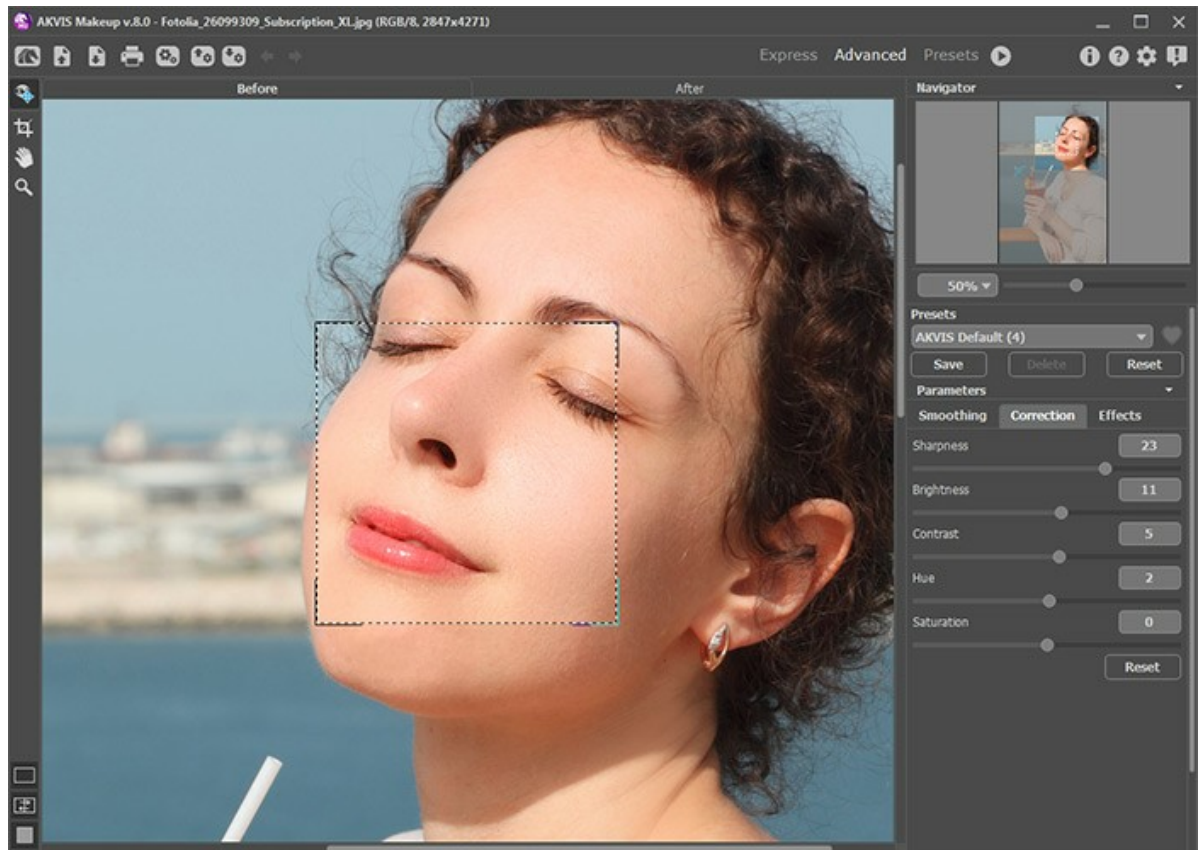 AKVIS Makeup v.8.0 - Fotolia_26099309_Subscription_XL.jpg (RGB/8, 2847x4271)
Express Advanced Presets
Before After
Navigator
50%
Presets
AKVIS Default (4)
Save Delete Reset
Parameters
Smoothing Correction Effects
Sharpness 23
Brightness 11
Contrast 5
Hue 2
Saturation 0
Reset